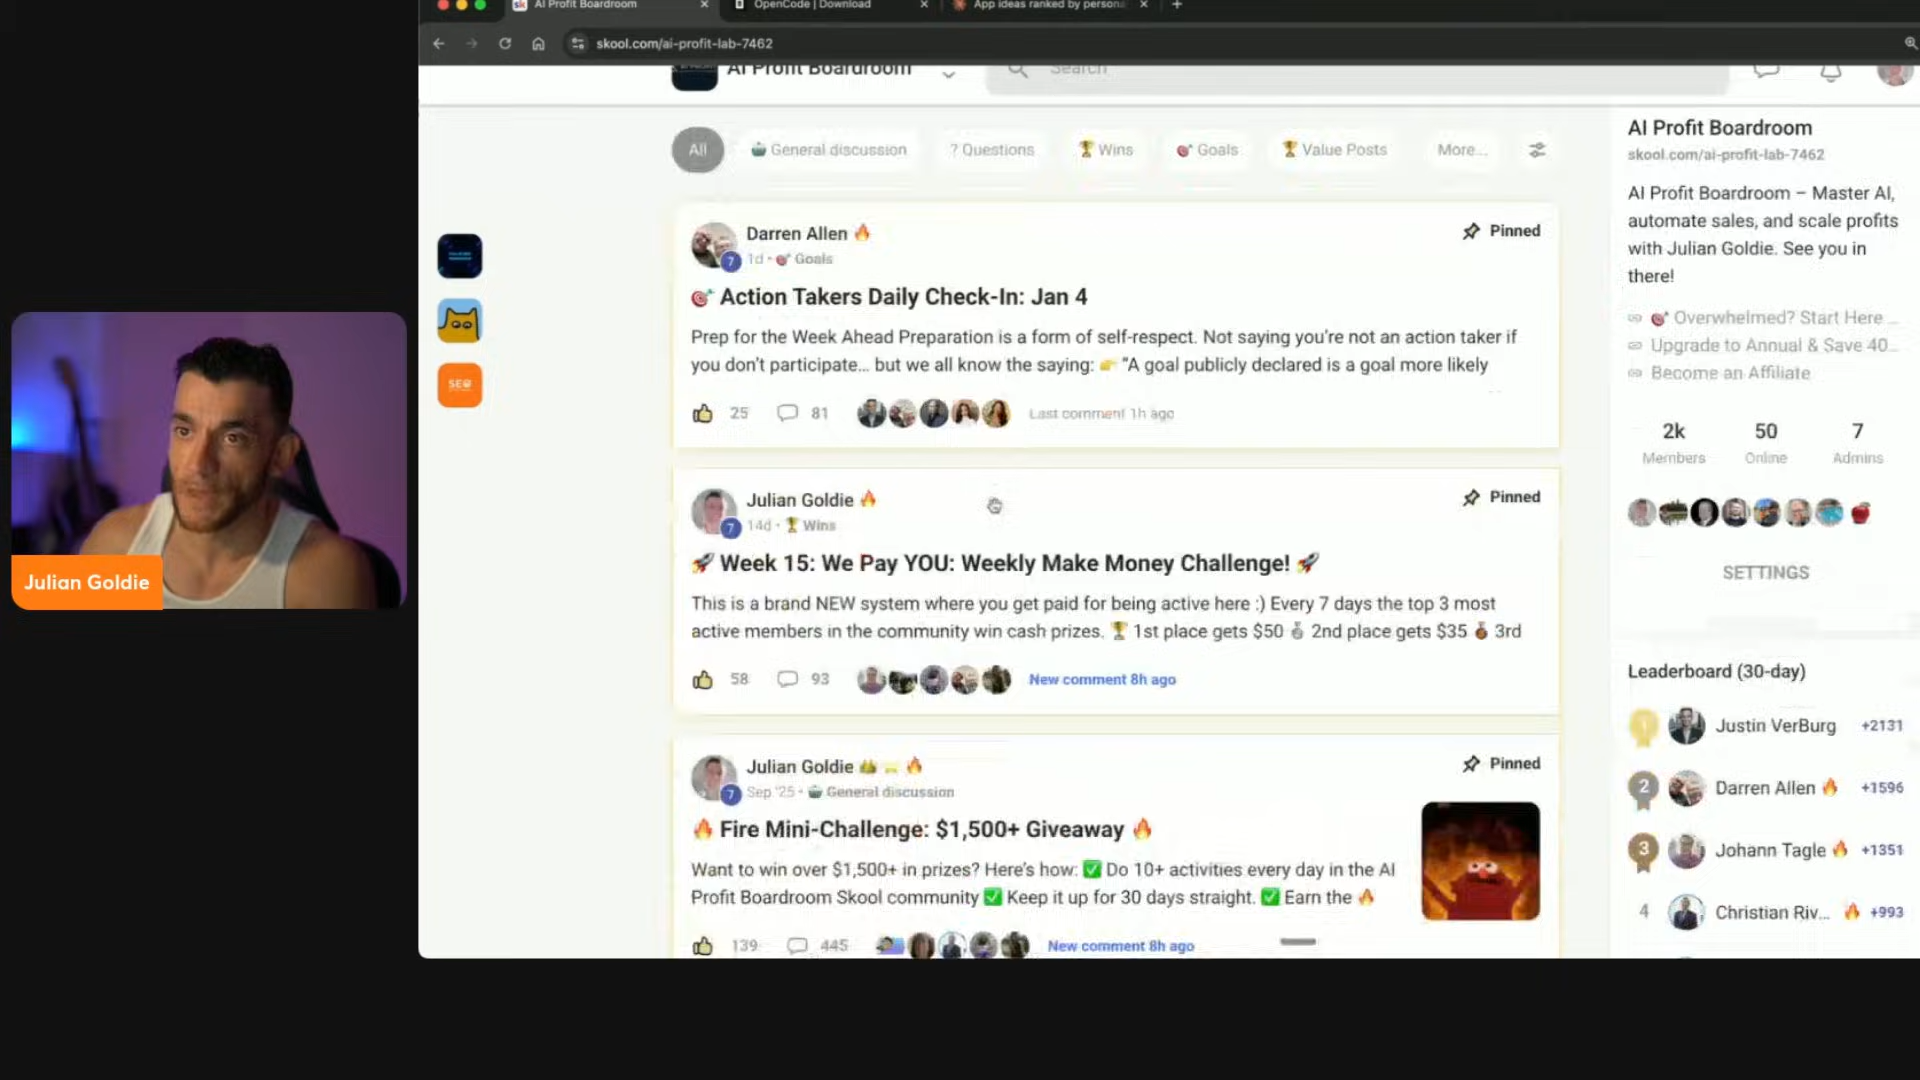 AI Profit Boardroom
OpenCode | Download
App ideas ranked by persona
skool.com/ai-profit-lab-7462
AI Profit Boardroom
Search
All
General discussion
? Questions
Wins
Goals
Value Posts
More...
Darren Allen
7
1d • Goals
Pinned
Action Takers Daily Check-In: Jan 4
Prep for the Week Ahead Preparation is a form of self-respect. Not saying you're not an action taker if
you don't participate... but we all know the saying: 👉 "A goal publicly declared is a goal more likely
25
81
Last comment 1h ago
Julian Goldie
7
14d • Wins
Pinned
🚀 Week 15: We Pay YOU: Weekly Make Money Challenge! 🚀
This is a brand NEW system where you get paid for being active here :) Every 7 days the top 3 most
active members in the community win cash prizes. 🏆 1st place gets $50 🥈 2nd place gets $35 🥉 3rd
58
93
New comment 8h ago
Julian Goldie
7
Sep '25 • General discussion
Pinned
🔥 Fire Mini-Challenge: $1,500+ Giveaway 🔥
Want to win over $1,500+ in prizes? Here's how: ✅ Do 10+ activities every day in the AI
Profit Boardroom Skool community ✅ Keep it up for 30 days straight. ✅ Earn the 🔥
139
445
New comment 8h ago
AI Profit Boardroom
skool.com/ai-profit-lab-7462
AI Profit Boardroom – Master AI,
automate sales, and scale profits
with Julian Goldie. See you in
there!
Overwhelmed? Start Here ...
Upgrade to Annual & Save 40...
Become an Affiliate
2k
Members
50
Online
7
Admins
SETTINGS
Leaderboard (30-day)
1
Justin VerBurg
+2131
2
Darren Allen
+1596
3
Johann Tagle
+1351
4
Christian Riv...
+993
SEO
Julian Goldie